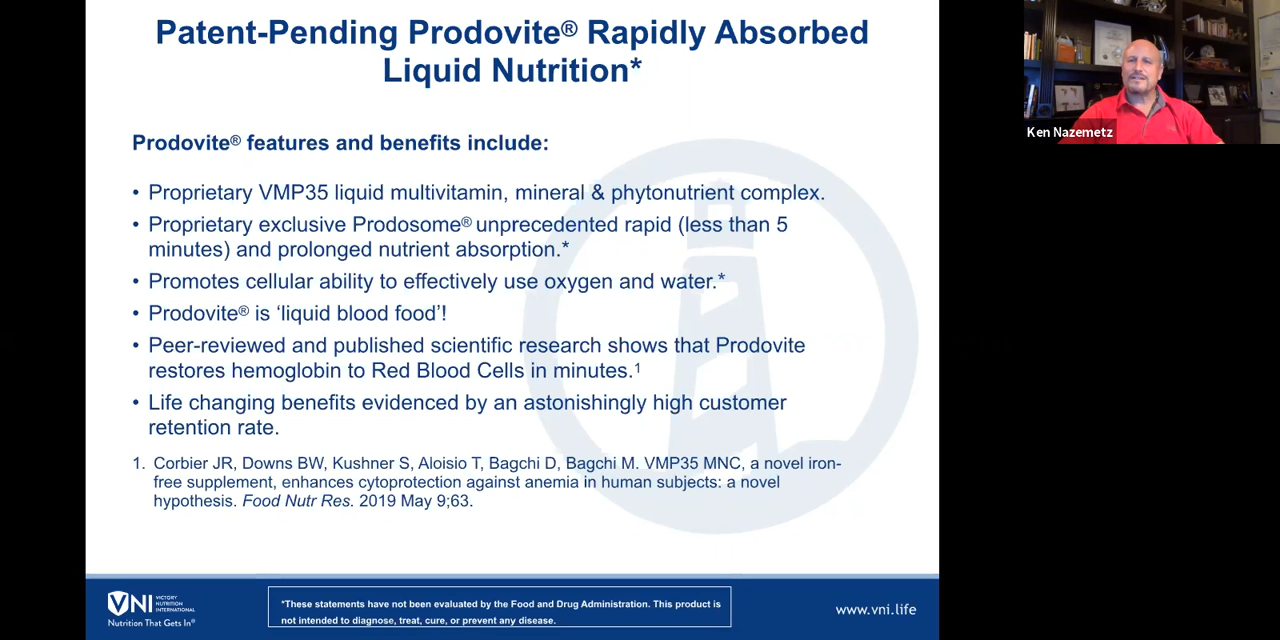 Patent-Pending Prodovite® Rapidly Absorbed
Liquid Nutrition*
Prodovite® features and benefits include:
• Proprietary VMP35 liquid multivitamin, mineral & phytonutrient complex.
• Proprietary exclusive Prodosome® unprecedented rapid (less than 5
minutes) and prolonged nutrient absorption.*
• Promotes cellular ability to effectively use oxygen and water.*
• Prodovite® is ‘liquid blood food’!
• Peer-reviewed and published scientific research shows that Prodovite
restores hemoglobin to Red Blood Cells in minutes.¹
• Life changing benefits evidenced by an astonishingly high customer
retention rate.
1. Corbier JR, Downs BW, Kushner S, Aloisio T, Bagchi D, Bagchi M. VMP35 MNC, a novel iron-
free supplement, enhances cytoprotection against anemia in human subjects: a novel
hypothesis. Food Nutr Res. 2019 May 9;63.
VNI
VICTORY
NUTRITION
INTERNATIONAL
Nutrition That Gets In®
*These statements have not been evaluated by the Food and Drug Administration. This product is
not intended to diagnose, treat, cure, or prevent any disease.
www.vni.life
Ken Nazemetz